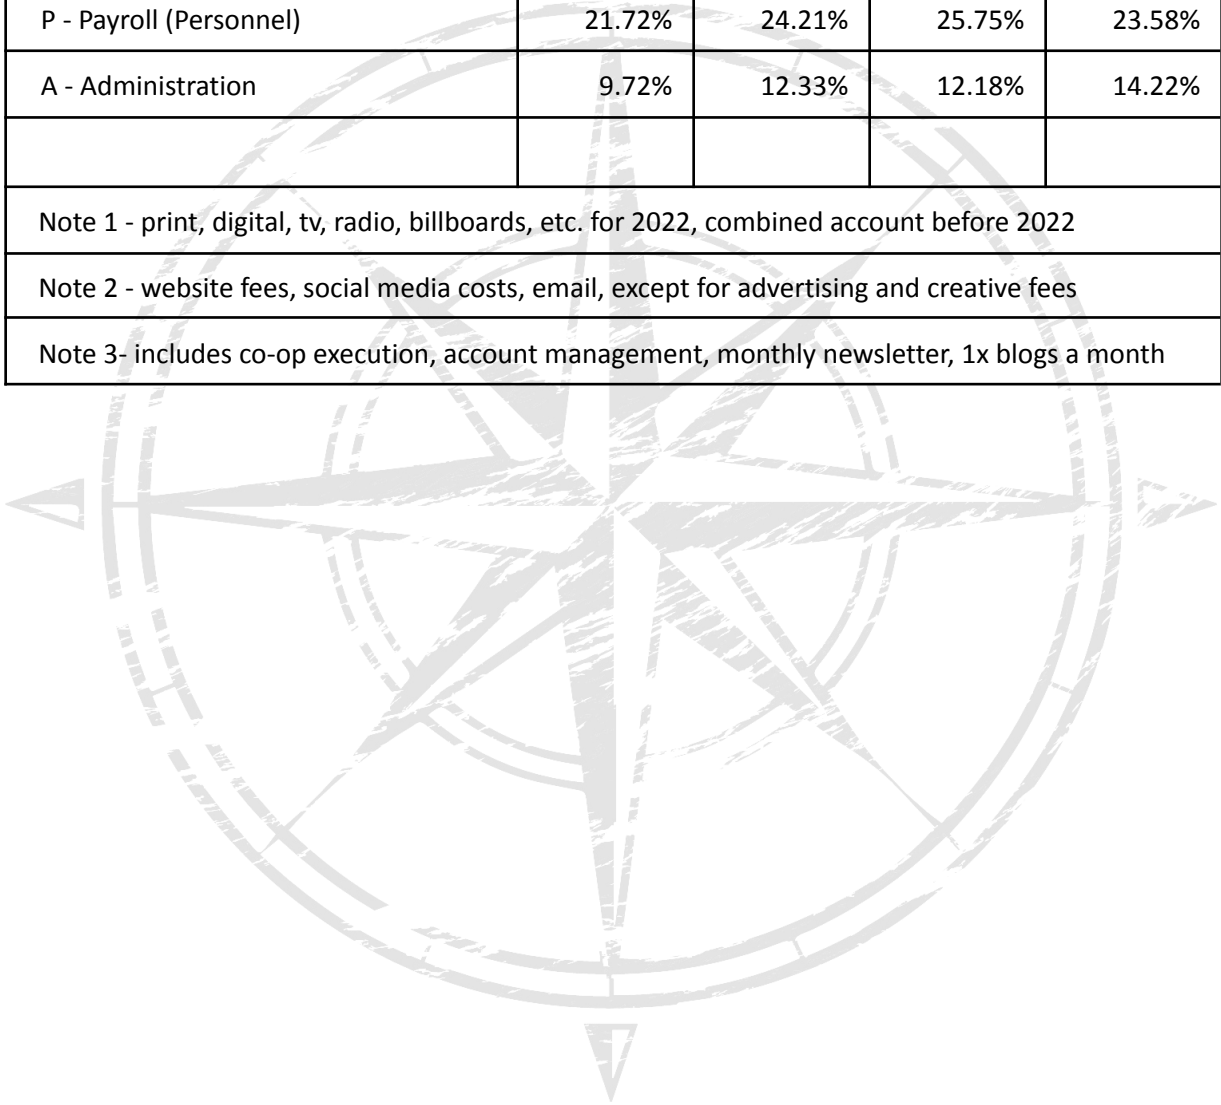 P - Payroll (Personnel) 21.72% 24.21% 25.75% 23.58%
A - Administration 9.72% 12.33% 12.18% 14.22%
Note 1 - print, digital, tv, radio, billboards, etc. for 2022, combined account before 2022
Note 2 - website fees, social media costs, email, except for advertising and creative fees
Note 3- includes co-op execution, account management, monthly newsletter, 1x blogs a month